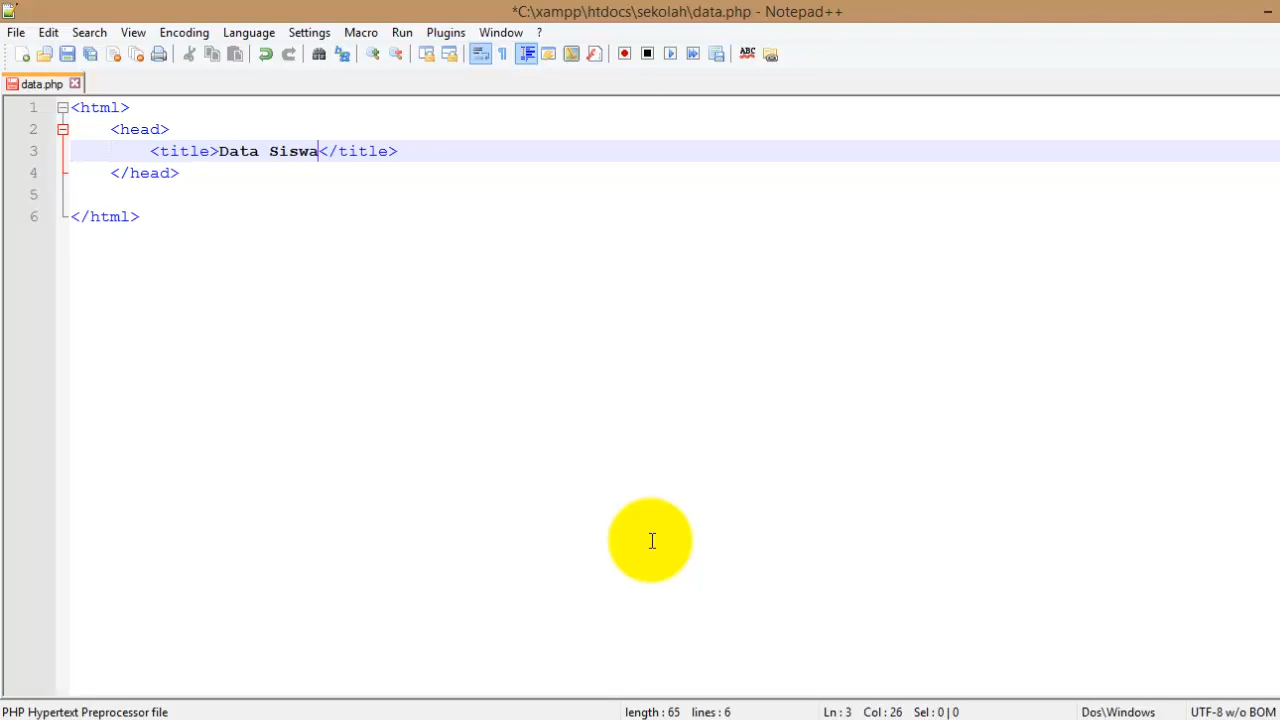 *C:\xampp\htdocs\sekolah\data.php - Notepad++
File Edit Search View Encoding Language Settings Macro Run Plugins Window ?
ABC
data.php
1 <html>
2 <head>
3 <title>Data Siswa</title>
4 </head>
5
6 </html>
PHP Hypertext Preprocessor file length : 65 lines : 6 Ln : 3 Col : 26 Sel : 0 | 0 Dos\Windows UTF-8 w/o BOM